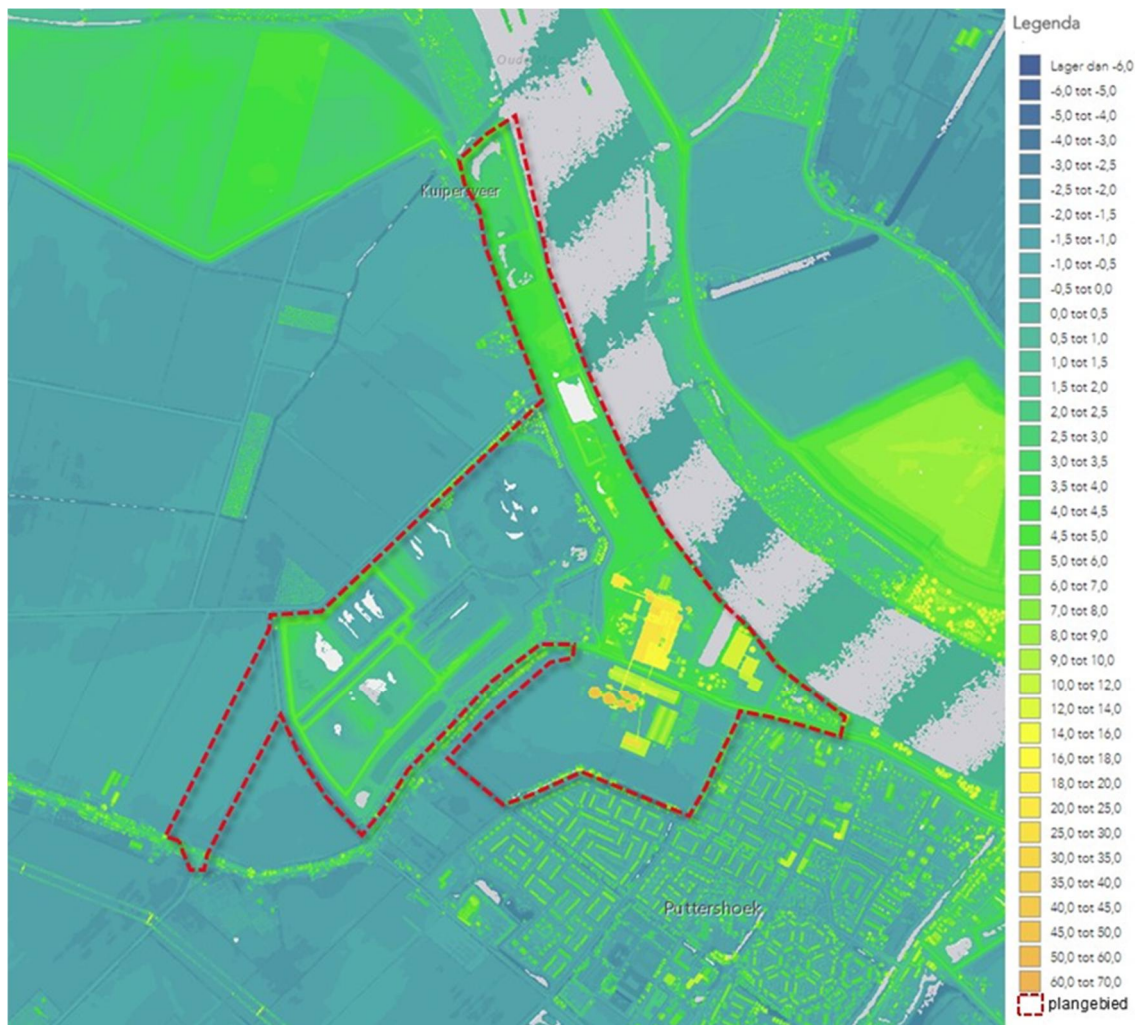 Legenda
Oude
Lager dan -6,0
-6,0 tot -5,0
-5,0 tot -4,0
-4,0 tot -3,0
-3,0 tot -2,5
-2,5 tot -2,0
-2,0 tot -1,5
-1,5 tot -1,0
-1,0 tot -0,5
-0,5 tot 0,0
0,0 tot 0,5
0,5 tot 1,0
1,0 tot 1,5
1,5 tot 2,0
2,0 tot 2,5
2,5 tot 3,0
3,0 tot 3,5
3,5 tot 4,0
4,0 tot 4,5
4,5 tot 5,0
5,0 tot 6,0
6,0 tot 7,0
7,0 tot 8,0
8,0 tot 9,0
9,0 tot 10,0
10,0 tot 12,0
12,0 tot 14,0
14,0 tot 16,0
16,0 tot 18,0
18,0 tot 20,0
20,0 tot 25,0
25,0 tot 30,0
30,0 tot 35,0
35,0 tot 40,0
40,0 tot 45,0
45,0 tot 50,0
50,0 tot 60,0
60,0 tot 70,0
plangebied
Kuipersveer
Puttershoek